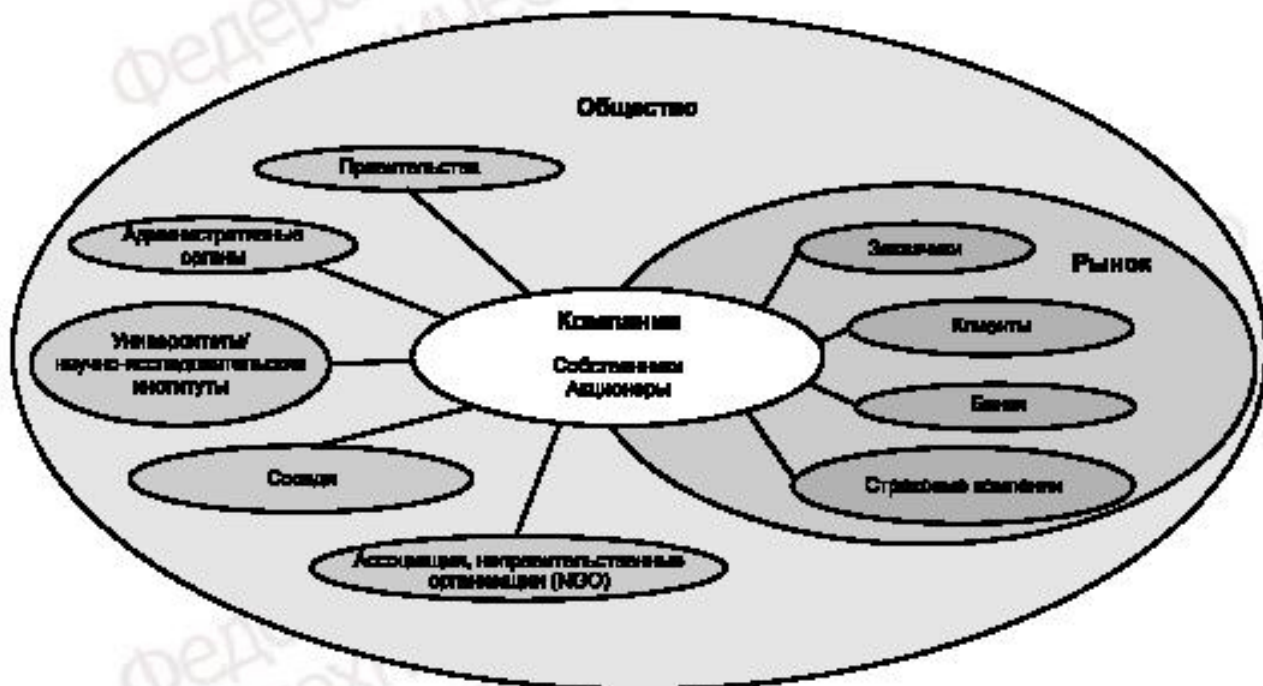 Общество
Правительства
Административные
органы
Заказчики
Рынок
Компания
Клиенты
Университеты/
научно-исследовательские
институты
Собственники
Акционеры
Банки
Соседи
Страховые компании
Ассоциации, неправительственные
организации (NGO)